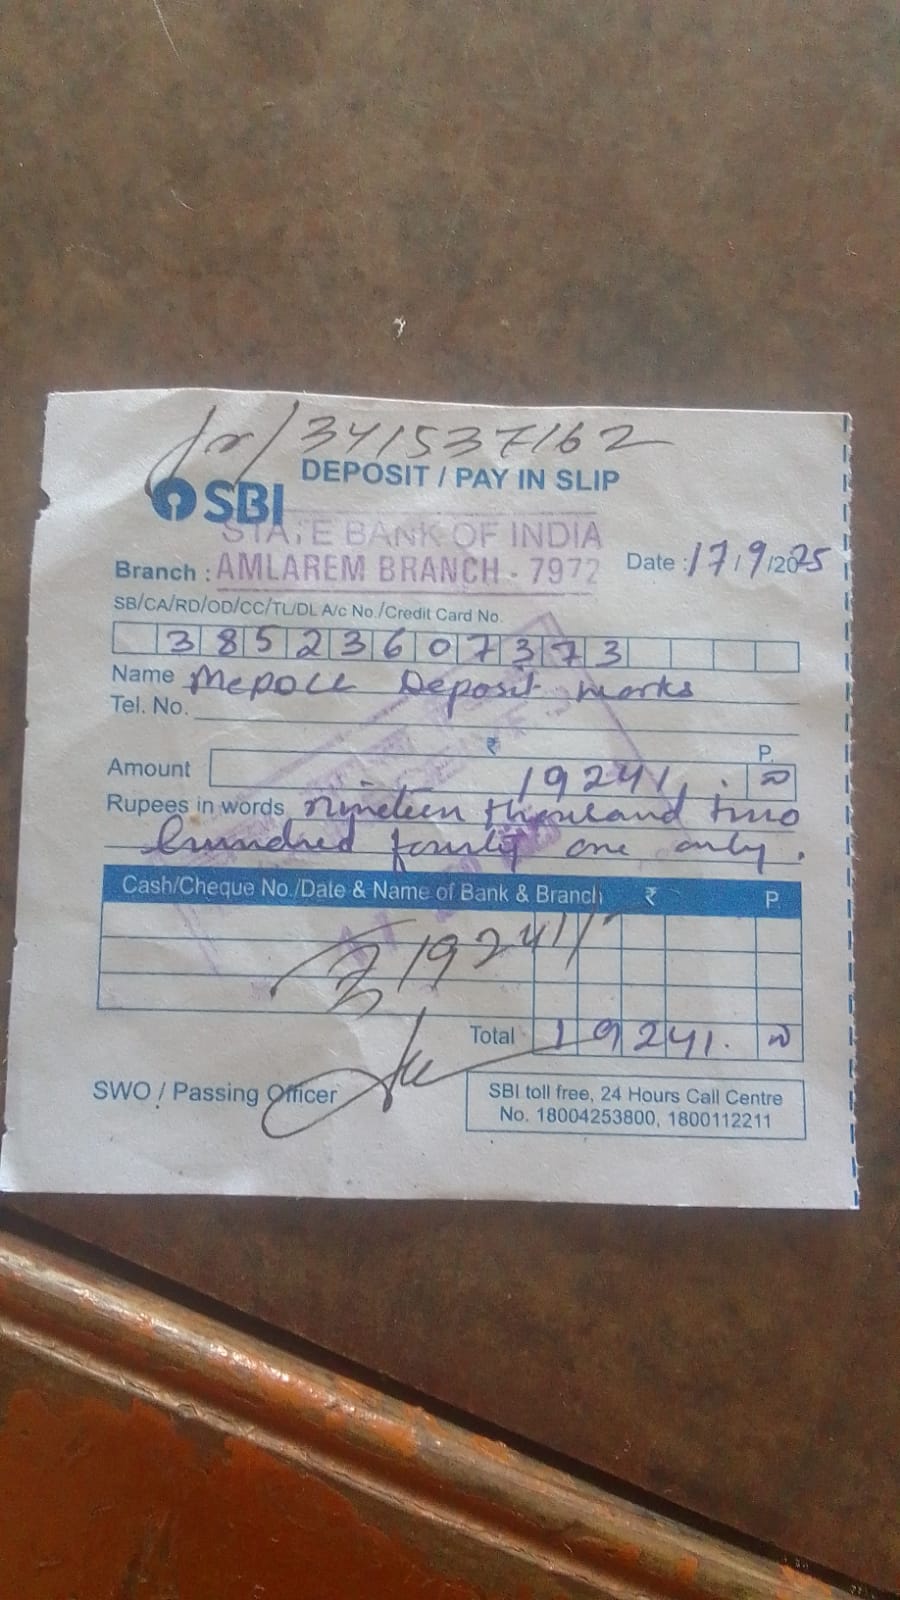 341537162
DEPOSIT / PAY IN SLIP
SBI
STATE BANK OF INDIA
Branch : AMLAREM BRANCH - 7972 Date : 17/9/2025
SB/CA/RD/OD/CC/TL/DL A/c No./Credit Card No.
38523607373
Name Mepocc Deposit works
Tel. No.
₹ P.
Amount 19241.
Rupees in words nineteen thousand two
hundred fourty one only.
Cash/Cheque No./Date & Name of Bank & Branch ₹ P.
19241/-
Total 19241.
SWO / Passing Officer
SBI toll free, 24 Hours Call Centre
No. 18004253800, 1800112211